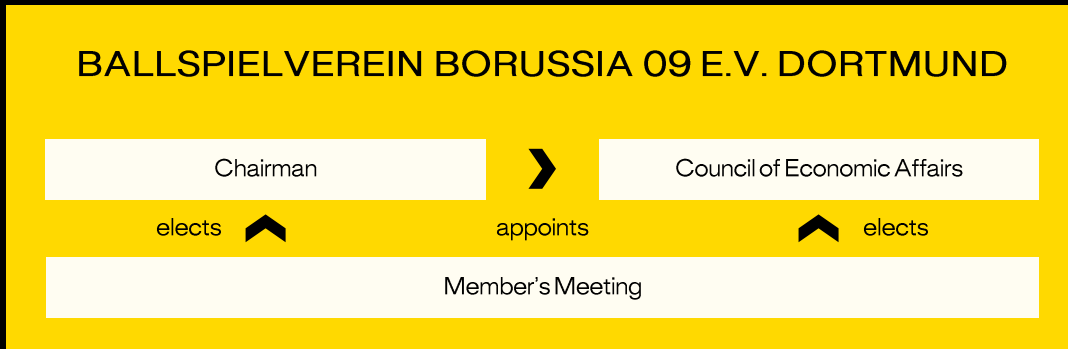 BALLSPIELVEREIN BORUSSIA 09 E.V. DORTMUND
Chairman
Council of Economic Affairs
elects
appoints
elects
Member's Meeting